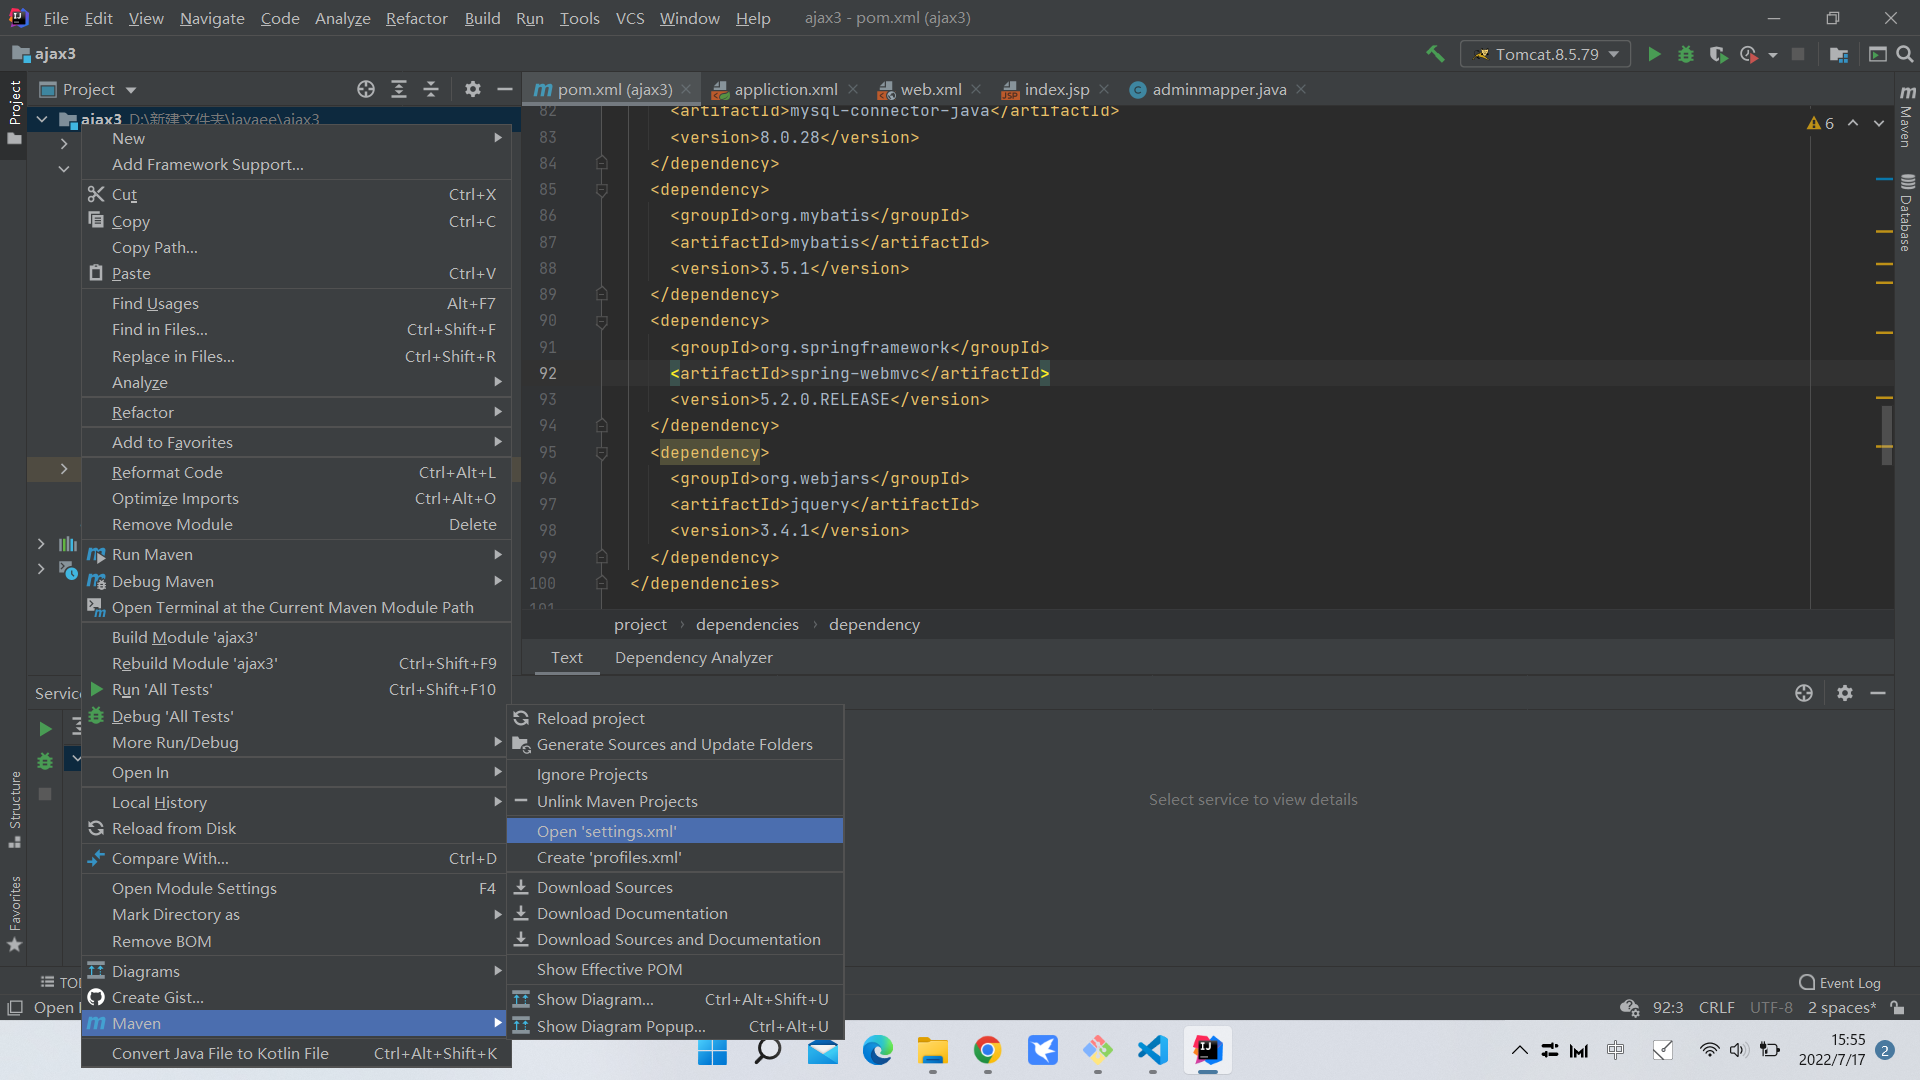 File Edit View Navigate Code Analyze Refactor Build Run Tools VCS Window Help ajax3 - pom.xml (ajax3)
ajax3
Tomcat.8.5.79
Project
pom.xml (ajax3) appliction.xml web.xml index.jsp adminmapper.java
ajax3 D:\新建文件夹\javaee\ajax3
Project
New
Add Framework Support...
Cut Ctrl+X
Copy Ctrl+C
Copy Path...
Paste Ctrl+V
Find Usages Alt+F7
Find in Files... Ctrl+Shift+F
Replace in Files... Ctrl+Shift+R
Analyze
Refactor
Add to Favorites
Reformat Code Ctrl+Alt+L
Optimize Imports Ctrl+Alt+O
Remove Module Delete
Run Maven
Debug Maven
Open Terminal at the Current Maven Module Path
Build Module 'ajax3'
Rebuild Module 'ajax3' Ctrl+Shift+F9
Run 'All Tests' Ctrl+Shift+F10
Debug 'All Tests'
More Run/Debug
Open In
Local History
Reload from Disk
Compare With... Ctrl+D
Open Module Settings F4
Mark Directory as
Remove BOM
Diagrams
Create Gist...
Maven
Convert Java File to Kotlin File Ctrl+Alt+Shift+K
Reload project
Generate Sources and Update Folders
Ignore Projects
Unlink Maven Projects
Open 'settings.xml'
Create 'profiles.xml'
Download Sources
Download Documentation
Download Sources and Documentation
Show Effective POM
Show Diagram... Ctrl+Alt+Shift+U
Show Diagram Popup... Ctrl+Alt+U
82 <artifactId>mysql-connector-java</artifactId>
83 <version>8.0.28</version>
84 </dependency>
85 <dependency>
86 <groupId>org.mybatis</groupId>
87 <artifactId>mybatis</artifactId>
88 <version>3.5.1</version>
89 </dependency>
90 <dependency>
91 <groupId>org.springframework</groupId>
92 <artifactId>spring-webmvc</artifactId>
93 <version>5.2.0.RELEASE</version>
94 </dependency>
95 <dependency>
96 <groupId>org.webjars</groupId>
97 <artifactId>jquery</artifactId>
98 <version>3.4.1</version>
99 </dependency>
100 </dependencies>
101
6
Maven
Database
project › dependencies › dependency
Text Dependency Analyzer
Servic
Select service to view details
Structure
Favorites
TO
Event Log
Open
92:3 CRLF UTF-8 2 spaces*
中
15:55
2022/7/17
2